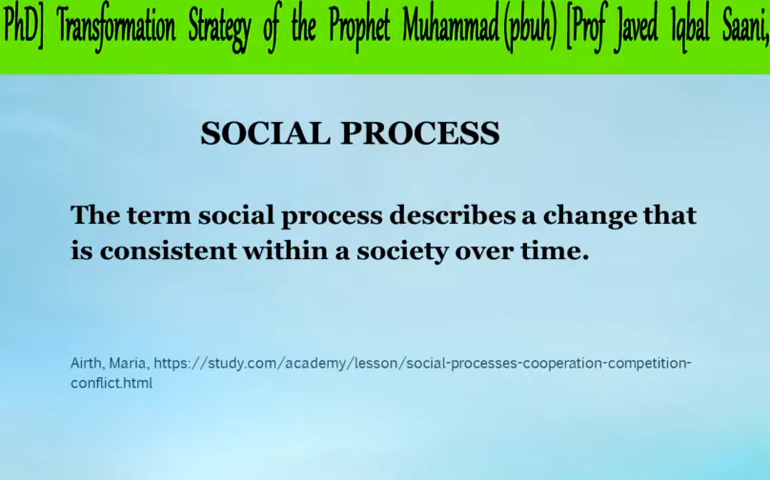 PhD] Transformation Strategy of the Prophet Muhammad (pbuh) [Prof Javed Iqbal Saani,
SOCIAL PROCESS
The term social process describes a change that
is consistent within a society over time.
Airth, Maria, https://study.com/academy/lesson/social-processes-cooperation-competition-
conflict.html